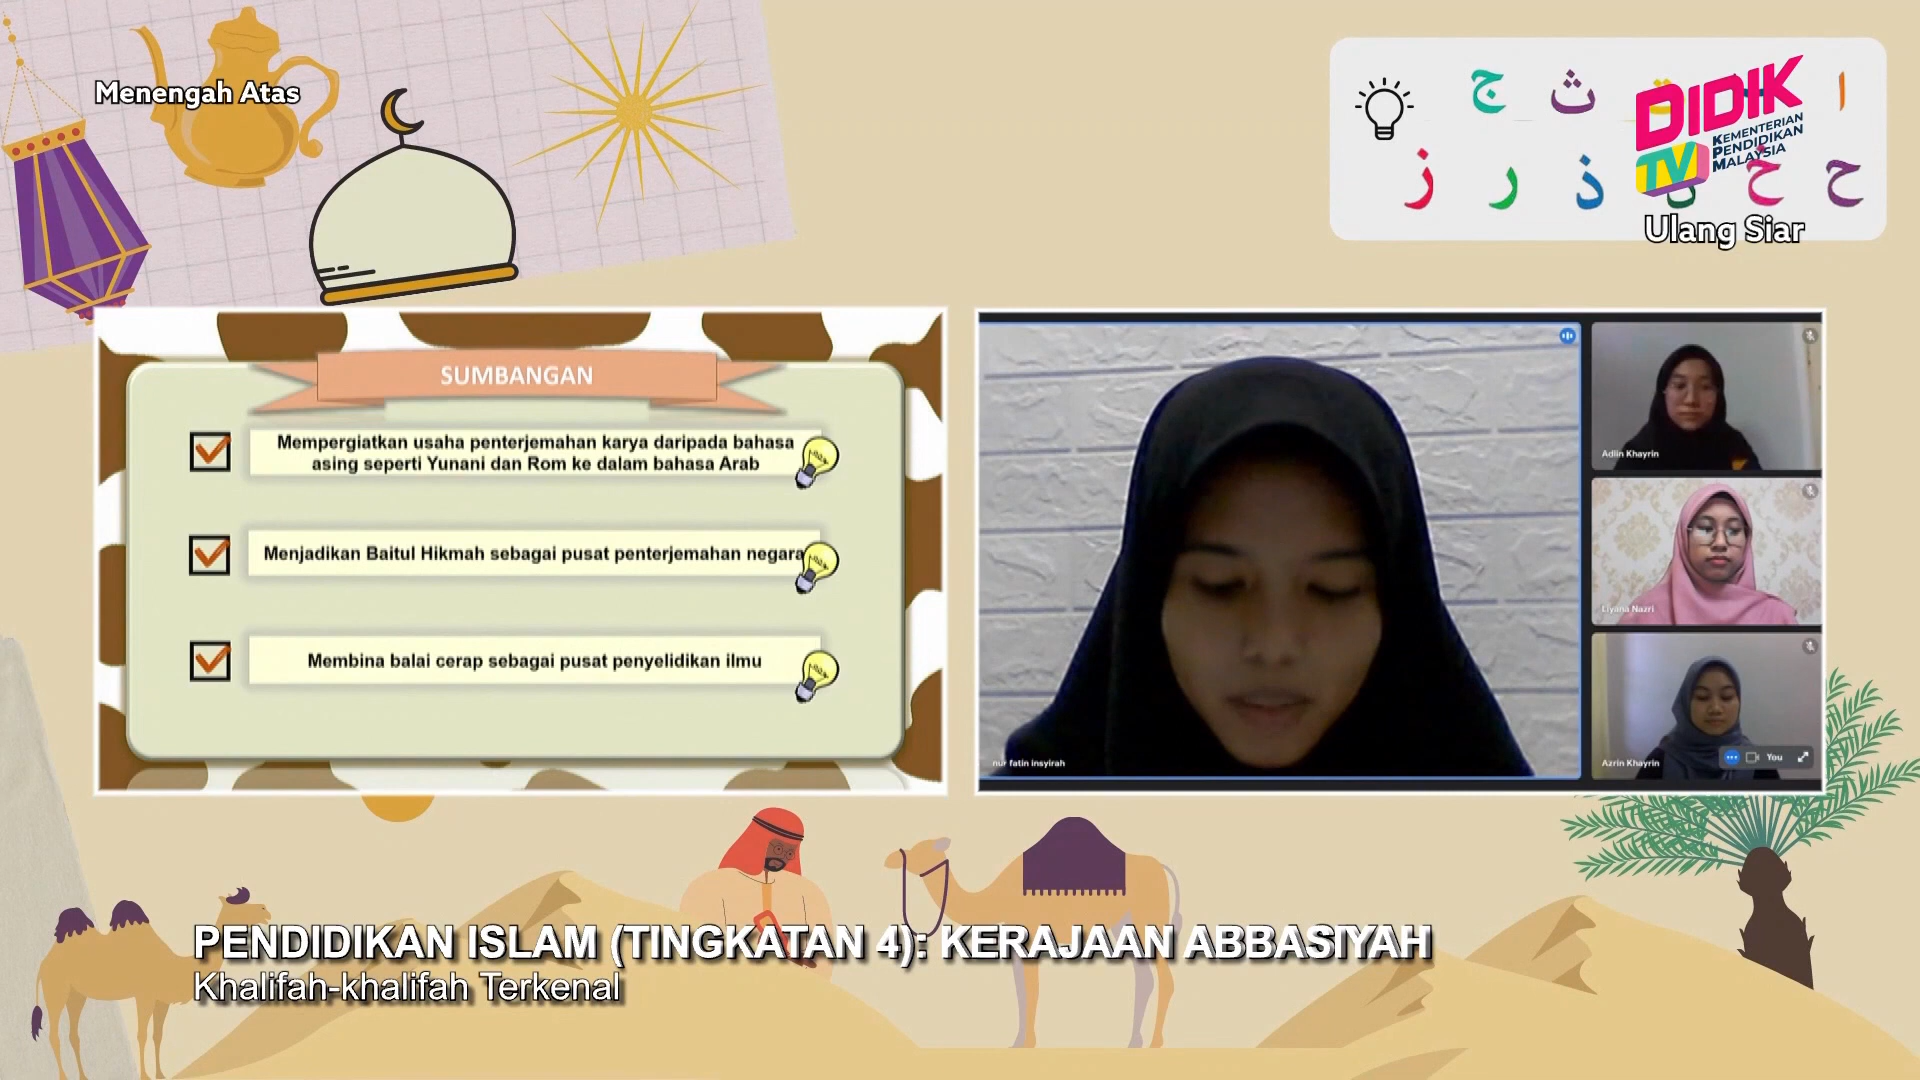 Menengah Atas
ج ث ا
DIDIK
TV
KEMENTERIAN
PENDIDIKAN
MALAYSIA
ز ر ذ خ ح
Ulang Siar
SUMBANGAN
Mempergiatkan usaha penterjemahan karya daripada bahasa
asing seperti Yunani dan Rom ke dalam bahasa Arab
Menjadikan Baitul Hikmah sebagai pusat penterjemahan negara
Membina balai cerap sebagai pusat penyelidikan ilmu
nur fatin insyirah
Adlin Khayrin
Liyana Nazri
Azrin Khayrin
You
PENDIDIKAN ISLAM (TINGKATAN 4): KERAJAAN ABBASIYAH
Khalifah-khalifah Terkenal